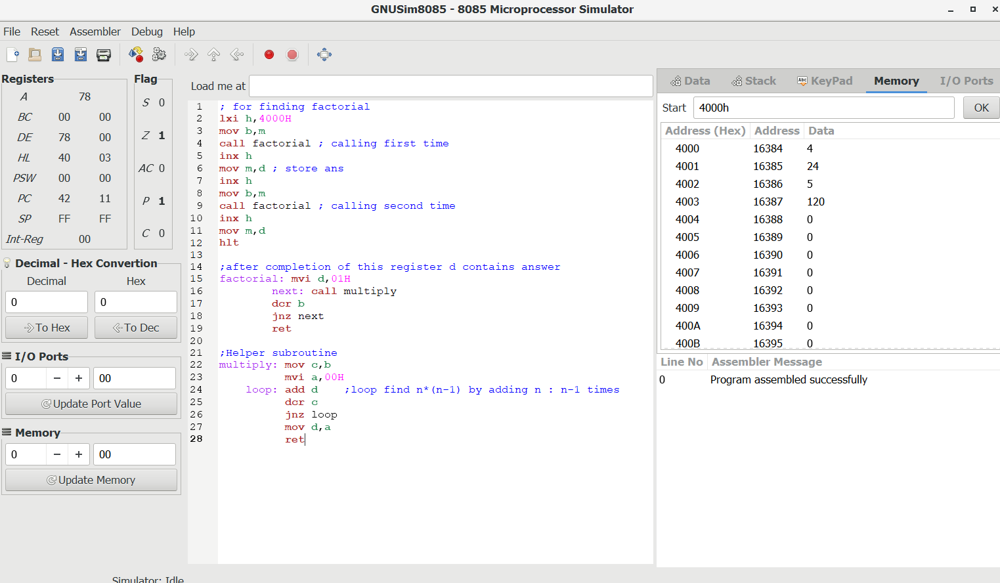 GNUSim8085 - 8085 Microprocessor Simulator
File Reset Assembler Debug Help
Registers
A 78
BC 00 00
DE 78 00
HL 40 03
PSW 00 00
PC 42 11
SP FF FF
Int-Reg 00
Flag
S 0
Z 1
AC 0
P 1
C 0
Decimal - Hex Convertion
Decimal Hex
0 0
To Hex To Dec
I/O Ports
0 − + 00
Update Port Value
Memory
0 − + 00
Update Memory
Load me at
1 ; for finding factorial
2 lxi h,4000H
3 mov b,m
4 call factorial ; calling first time
5 inx h
6 mov m,d ; store ans
7 inx h
8 mov b,m
9 call factorial ; calling second time
10 inx h
11 mov m,d
12 hlt
13
14 ;after completion of this register d contains answer
15 factorial: mvi d,01H
16 next: call multiply
17 dcr b
18 jnz next
19 ret
20
21 ;Helper subroutine
22 multiply: mov c,b
23 mvi a,00H
24 loop: add d ;loop find n*(n-1) by adding n : n-1 times
25 dcr c
26 jnz loop
27 mov d,a
28 ret
Data Stack Abc KeyPad Memory I/O Ports
Start 4000h OK
Address (Hex) Address Data
4000 16384 4
4001 16385 24
4002 16386 5
4003 16387 120
4004 16388 0
4005 16389 0
4006 16390 0
4007 16391 0
4008 16392 0
4009 16393 0
400A 16394 0
400B 16395 0
Line No Assembler Message
0 Program assembled successfully
Simulator: Idle